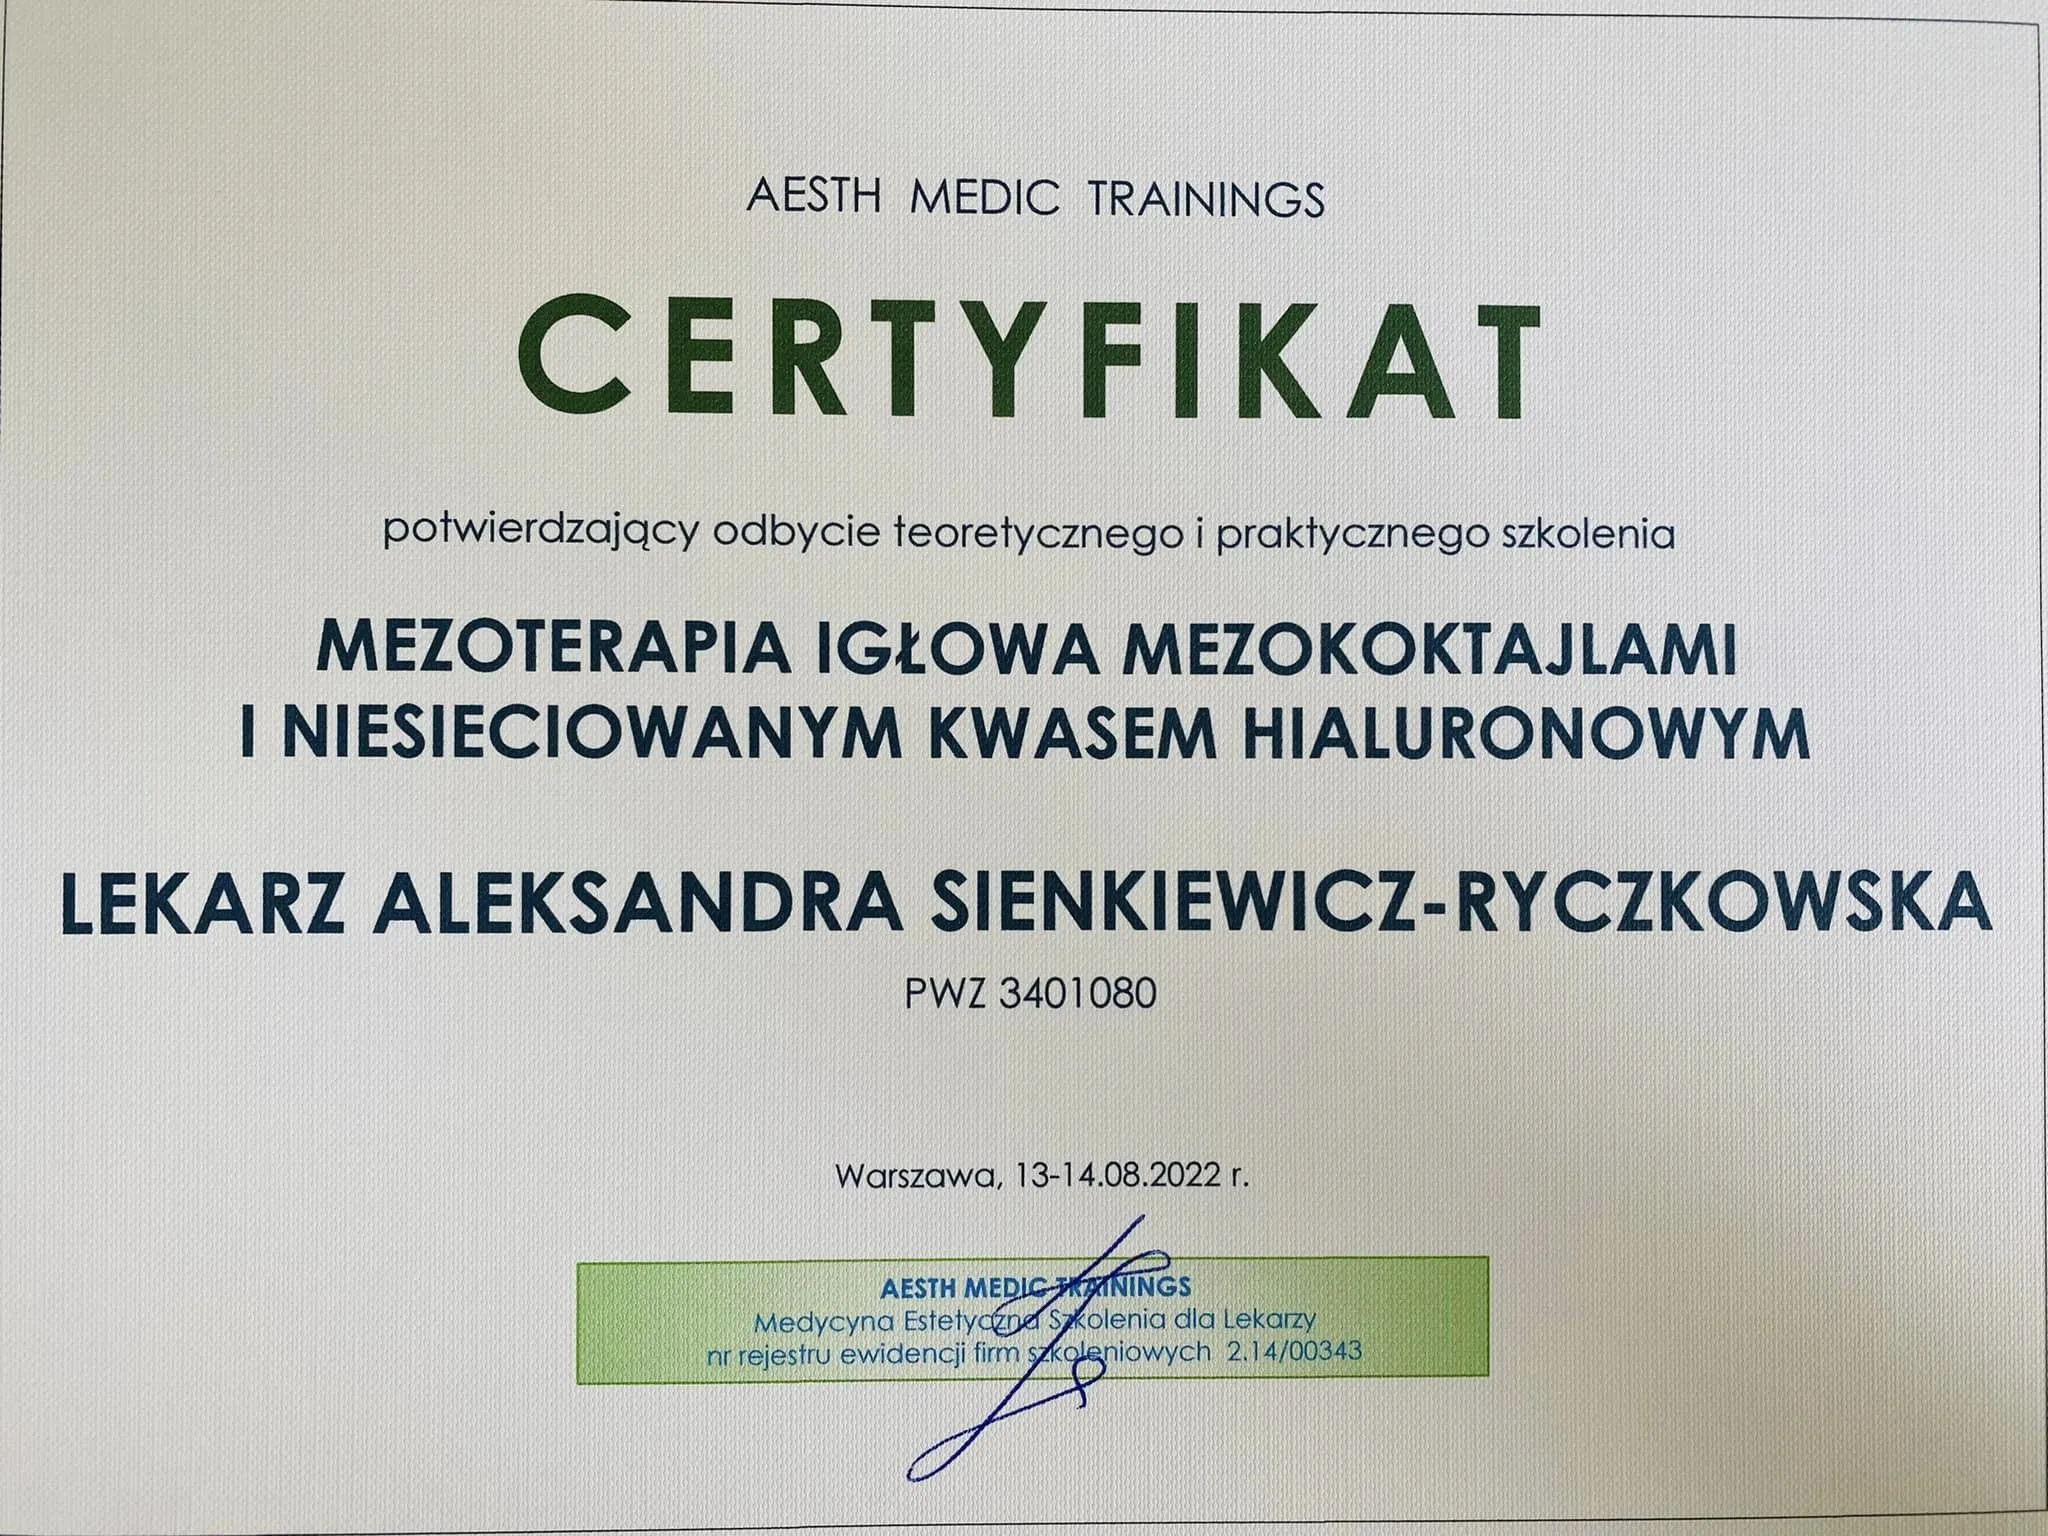 AESTH MEDIC TRAININGS
CERTYFIKAT
potwierdzający odbycie teoretycznego i praktycznego szkolenia
MEZOTERAPIA IGŁOWA MEZOKOKTAJLAMI
I NIESIECIOWANYM KWASEM HIALURONOWYM
LEKARZ ALEKSANDRA SIENKIEWICZ-RYCZKOWSKA
PWZ 3401080
Warszawa, 13-14.08.2022 r.
AESTH MEDIC TRAININGS
Medycyna Estetyczna Szkolenia dla Lekarzy
nr rejestru ewidencji firm szkoleniowych 2.14/00343